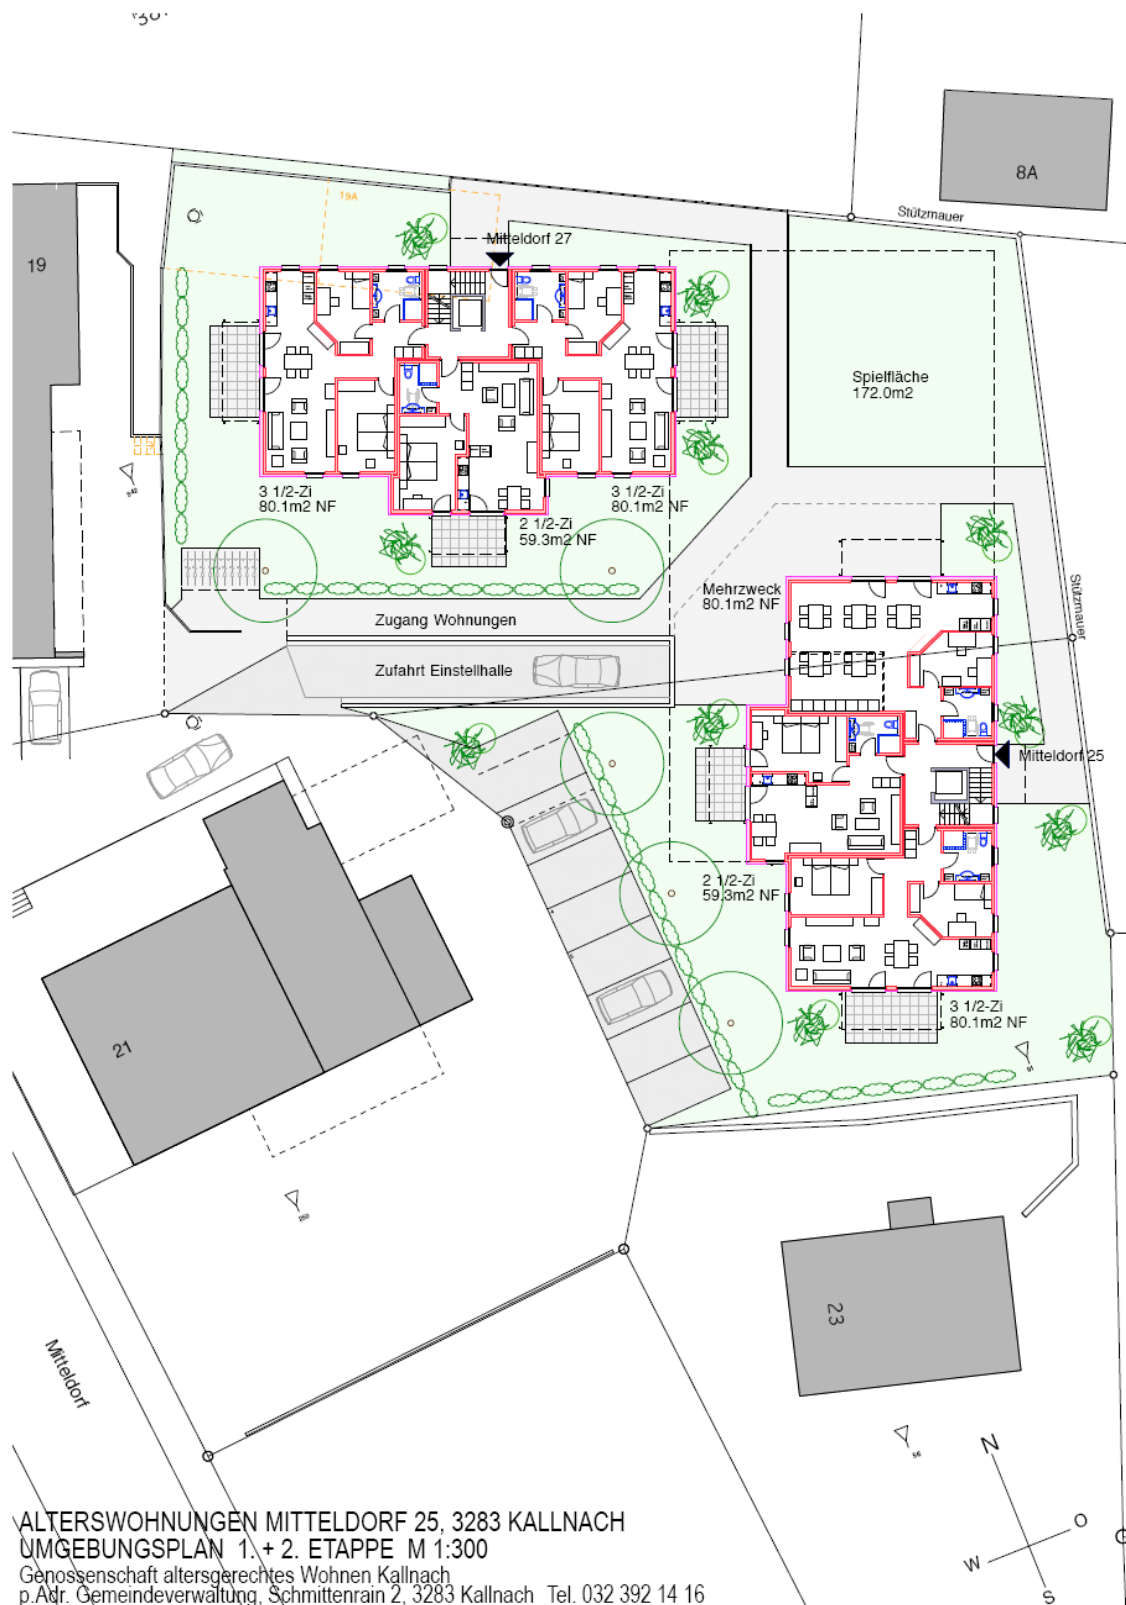 8A
Stützmauer
19A
Mitteldorf 27
19
Spielfläche
172.0m2
3 1/2-Zi
80.1m2 NF
3 1/2-Zi
80.1m2 NF
2 1/2-Zi
59.3m2 NF
Mehrzweck
80.1m2 NF
Stützmauer
Zugang Wohnungen
Zufahrt Einstellhalle
Mitteldorf 25
2 1/2-Zi
59.3m2 NF
3 1/2-Zi
80.1m2 NF
21
23
Mitteldorf
N
O
W
S
ALTERSWOHNUNGEN MITTELDORF 25, 3283 KALLNACH
UMGEBUNGSPLAN 1. + 2. ETAPPE M 1:300
Genossenschaft altersgerechtes Wohnen Kallnach
p.Adr. Gemeindeverwaltung, Schmittenrain 2, 3283 Kallnach Tel. 032 392 14 16